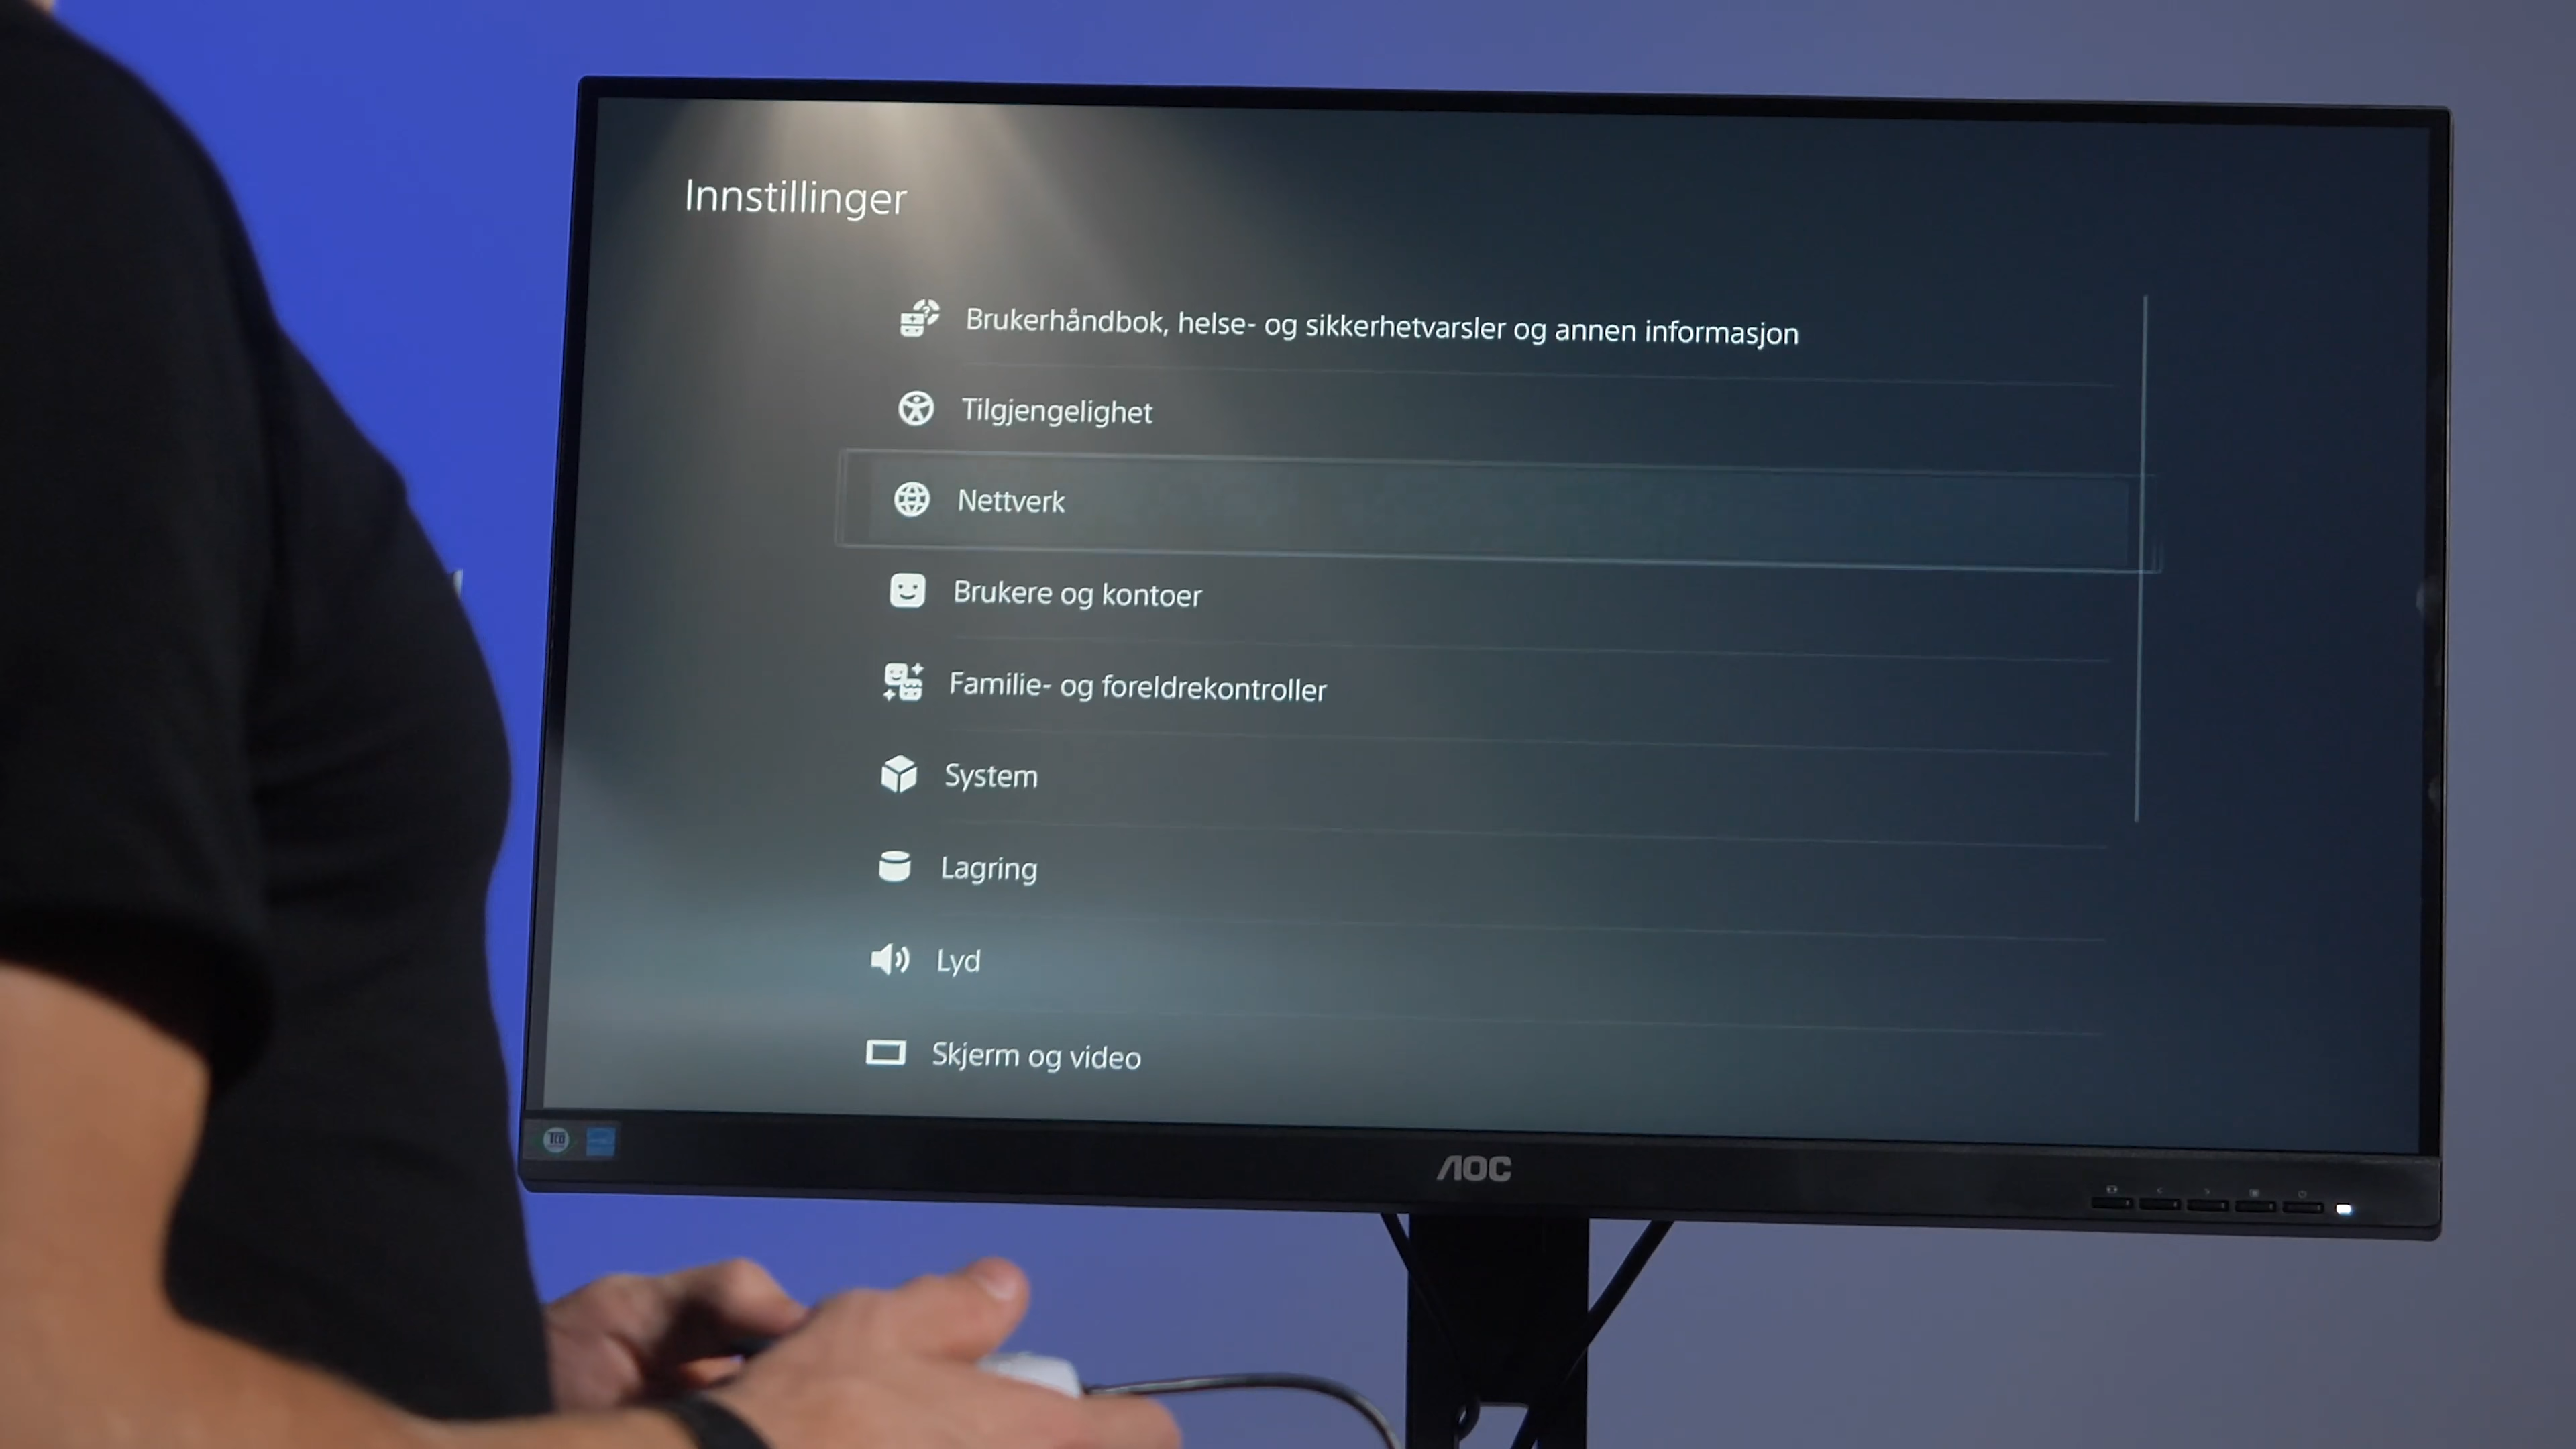 Innstillinger
Brukerhåndbok, helse- og sikkerhetvarsler og annen informasjon
Tilgjengelighet
Nettverk
Brukere og kontoer
Familie- og foreldrekontroller
System
Lagring
Lyd
Skjerm og video
TCO
AOC